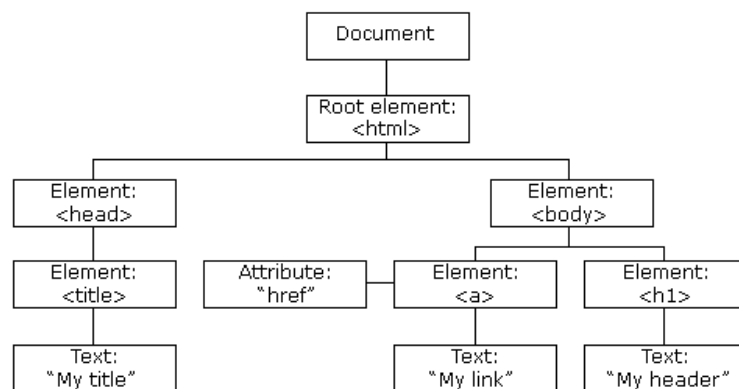 Document
Root element:
<html>
Element:
<head>
Element:
<body>
Element:
<title>
Attribute:
“href”
Element:
<a>
Element:
<h1>
Text:
“My title”
Text:
“My link”
Text:
“My header”